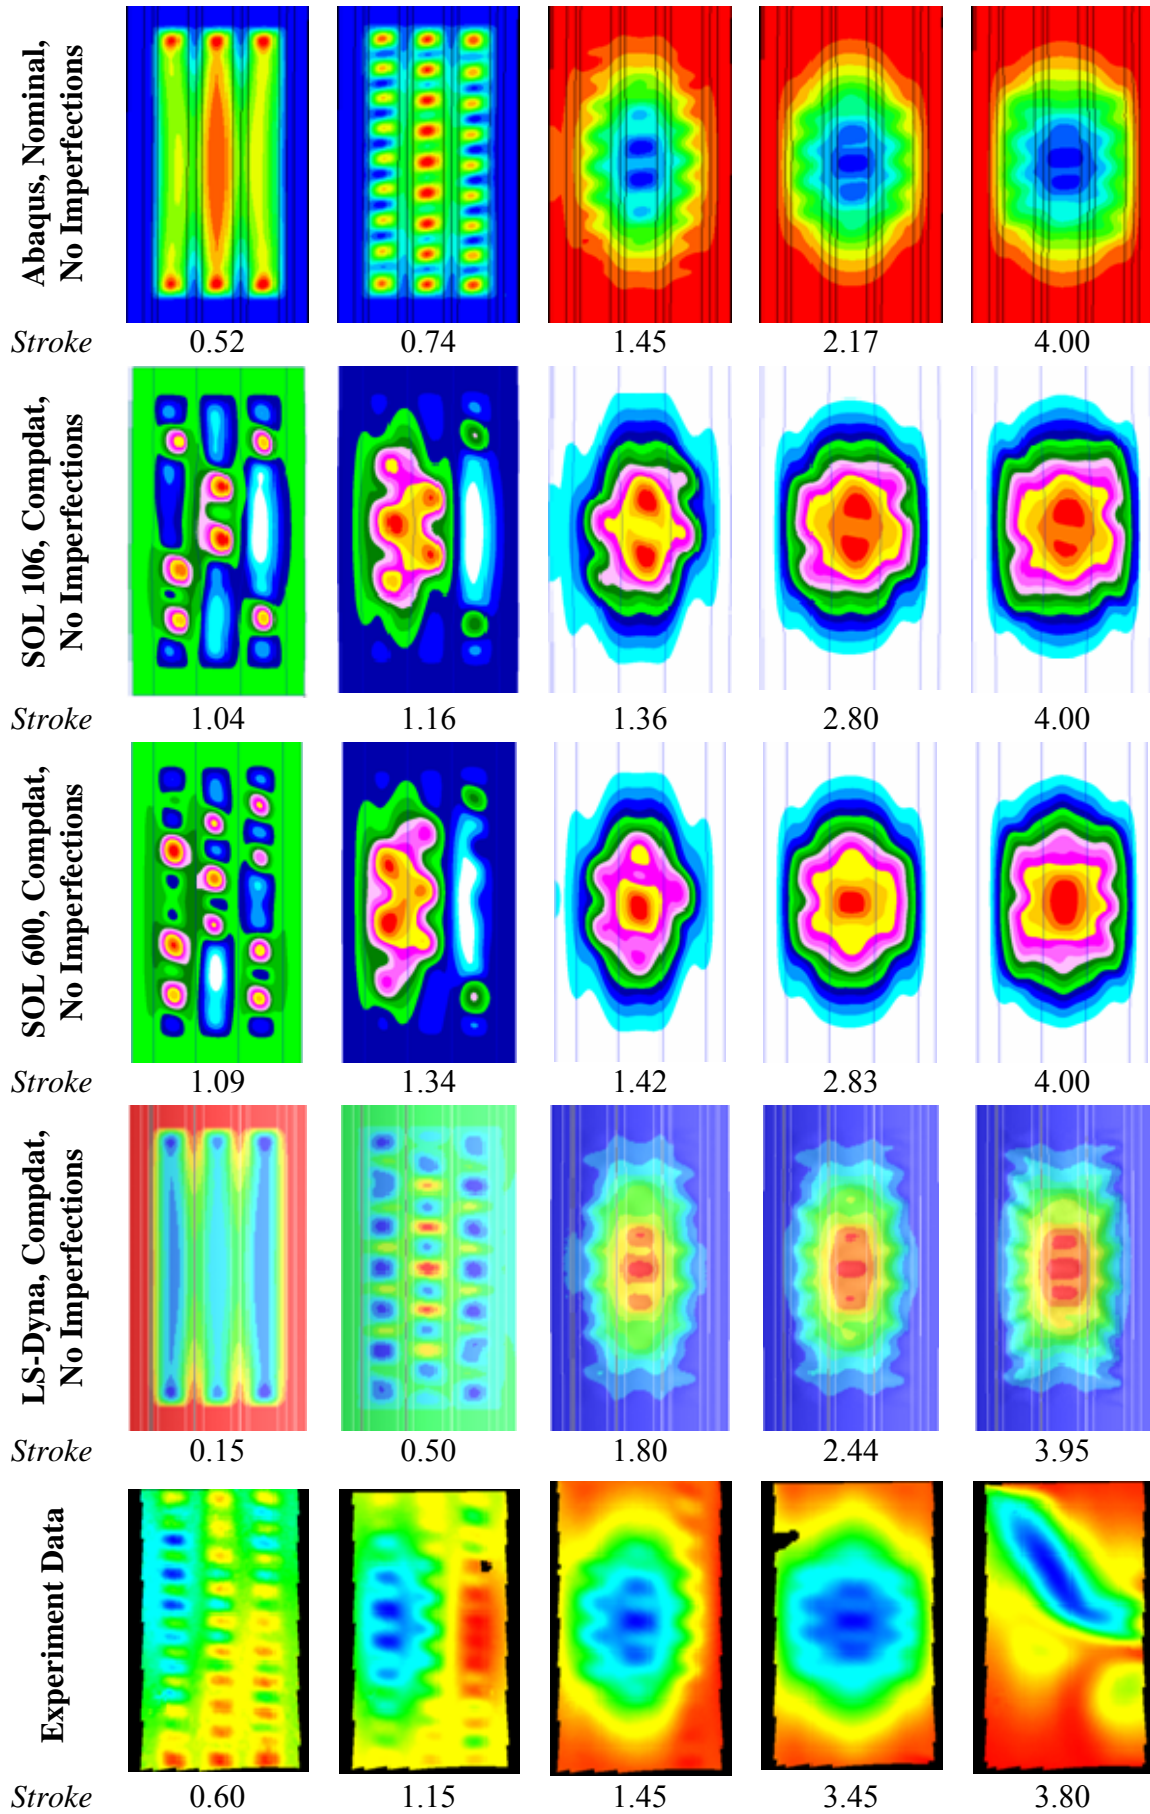 Abaqus, Nominal,
No Imperfections
Stroke 0.52 0.74 1.45 2.17 4.00
SOL 106, Compdat,
No Imperfections
Stroke 1.04 1.16 1.36 2.80 4.00
SOL 600, Compdat,
No Imperfections
Stroke 1.09 1.34 1.42 2.83 4.00
LS-Dyna, Compdat,
No Imperfections
Stroke 0.15 0.50 1.80 2.44 3.95
Experiment Data
Stroke 0.60 1.15 1.45 3.45 3.80